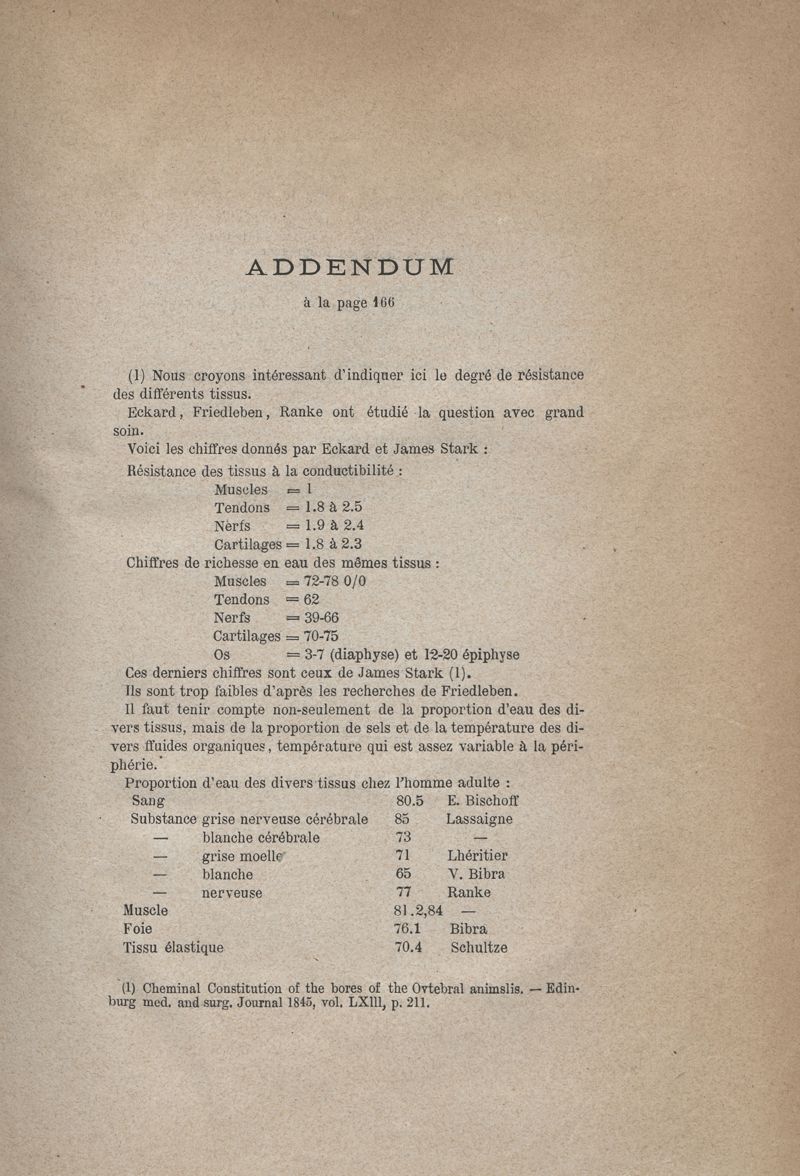 ADDENDUM
à la page 166
(1) Nous croyons intéressant d'indiquer ici le degré de résistance
des différents tissus.
Eckard, Friedleben, Ranke ont étudié la question avec grand
soin.
Voici les chiffres donnés par Eckard et James Stark :
Résistance des tissus à la conductibilité :
Muscles = 1
Tendons = 1.8 à 2.5
Nèrfs = 1.9 à 2.4
Cartilages = 1.8 à 2.3
Chiffres de richesse en eau des mêmes tissus :
Muscles = 72-78 0/0
Tendons = 62
Nerfs = 39-66
Cartilages = 70-75
Os = 3-7 (diaphyse) et 12-20 épiphyse
Ces derniers chiffres sont ceux de James Stark (1).
Ils sont trop faibles d'après les recherches de Friedleben.
Il faut tenir compte non-seulement de la proportion d'eau des di-
vers tissus, mais de la proportion de sels et de la température des di-
vers ffuides organiques, température qui est assez variable à la péri-
phérie.
Proportion d'eau des divers tissus chez l'homme adulte :
Sang 80.5 E. Bischoff
Substance grise nerveuse cérébrale 85 Lassaigne
— blanche cérébrale 73 —
— grise moelle 71 Lhéritier
— blanche 65 V. Bibra
— nerveuse 77 Ranke
Muscle 81.2,84 —
Foie 76.1 Bibra
Tissu élastique 70.4 Schultze
(1) Cheminal Constitution of the bores of the Ovtebral animslis. — Edin-
burg med. and surg. Journal 1845, vol. LXlll, p. 211.